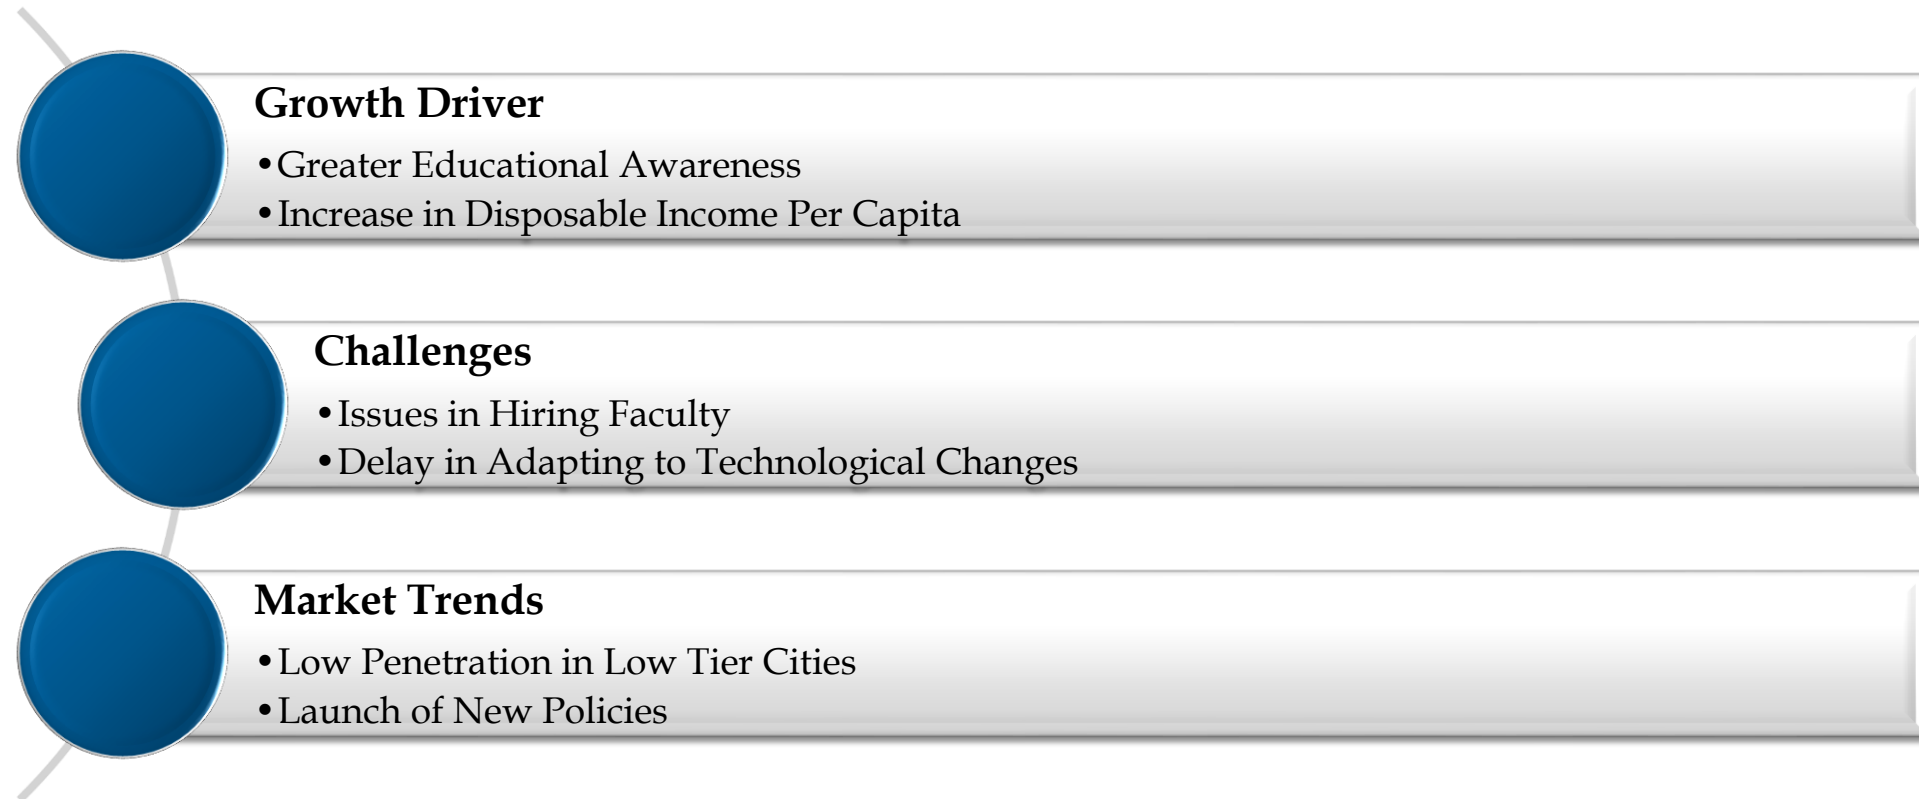 Growth Driver
•Greater Educational Awareness
•Increase in Disposable Income Per Capita
Challenges
•Issues in Hiring Faculty
•Delay in Adapting to Technological Changes
Market Trends
•Low Penetration in Low Tier Cities
•Launch of New Policies